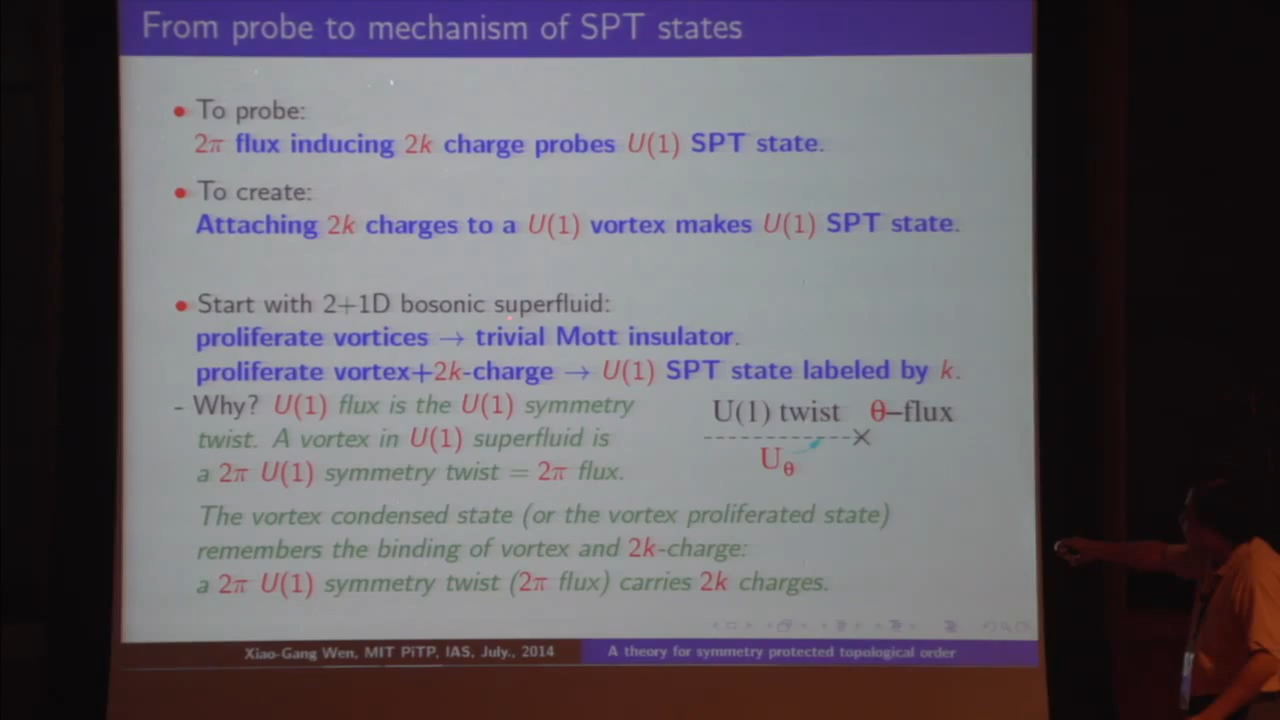 From probe to mechanism of SPT states
• To probe:
2π flux inducing 2k charge probes U(1) SPT state.
• To create:
Attaching 2k charges to a U(1) vortex makes U(1) SPT state.
• Start with 2+1D bosonic superfluid:
proliferate vortices → trivial Mott insulator.
proliferate vortex+2k-charge → U(1) SPT state labeled by k.
- Why? U(1) flux is the U(1) symmetry
twist. A vortex in U(1) superfluid is
a 2π U(1) symmetry twist = 2π flux.
U(1) twist θ–flux
U_θ
The vortex condensed state (or the vortex proliferated state)
remembers the binding of vortex and 2k-charge:
a 2π U(1) symmetry twist (2π flux) carries 2k charges.
Xiao-Gang Wen, MIT PiTP, IAS, July., 2014
A theory for symmetry protected topological order